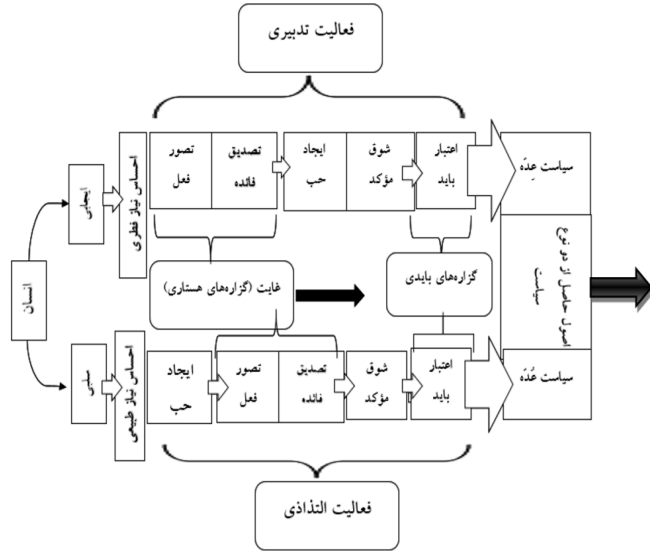 فعالیت تدبیری
انسان
ایجابی
احساس نیاز فطری
تصور
فعل
تصدیق
فائده
ایجاد
حب
شوق
مؤکد
اعتبار
باید
سیاست عِدّه
غایت (گزاره‌های هستاری)
گزاره‌های بایدی
اصول حاصل از دو نوع
سیاست
سلبی
احساس نیاز طبیعی
ایجاد
حب
تصور
فعل
تصدیق
فائده
شوق
مؤکد
اعتبار
باید
سیاست عُدّه
فعالیت التذاذی